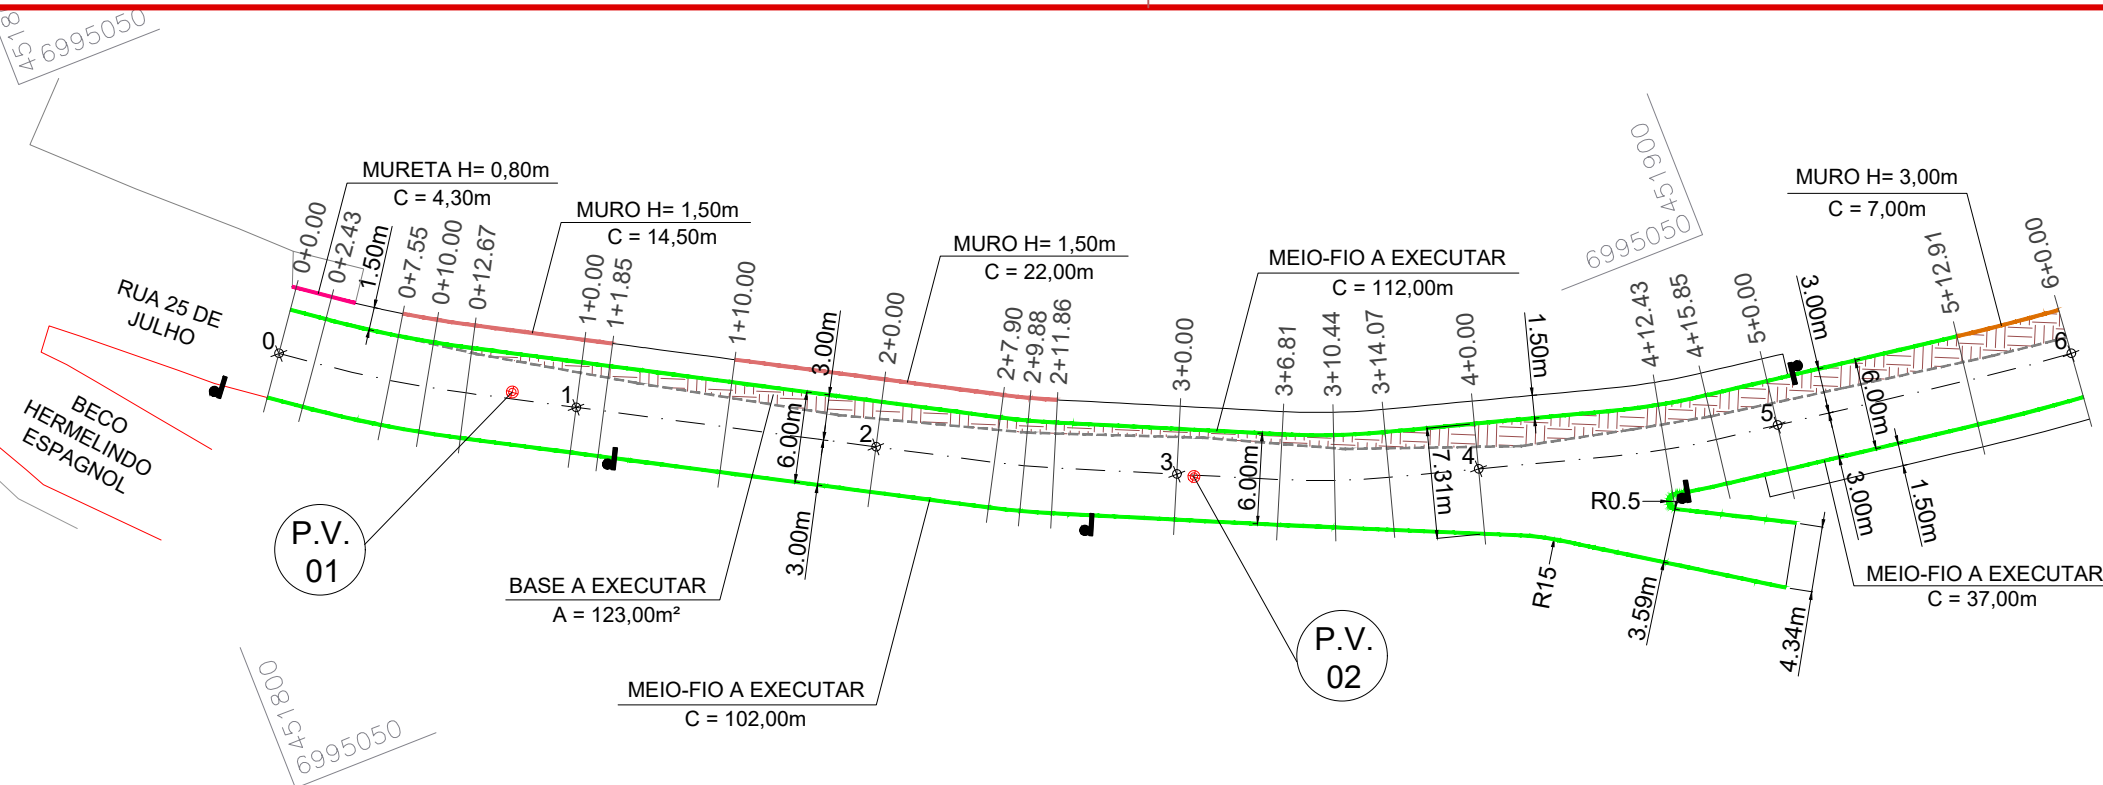 4518
6995050
MURETA H= 0,80m
C = 4,30m
MURO H= 1,50m
C = 14,50m
MURO H= 1,50m
C = 22,00m
MEIO-FIO A EXECUTAR
C = 112,00m
MURO H= 3,00m
C = 7,00m
451900
6995050
0+0.00
0+2.43
1.50m
0+7.55
0+10.00
0+12.67
1+0.00
1+1.85
1+10.00
3.00m
2+0.00
2+7.90
2+9.88
2+11.86
3+0.00
3+6.81
3+10.44
3+14.07
4+0.00
1.50m
4+12.43
4+15.85
5+0.00
3.00m
5+12.91
6+0.00
RUA 25 DE
JULHO
BECO
HERMELINDO
ESPAGNOL
0
1
2
3
4
5
6
6.00m
3.00m
6.00m
7.31m
6.00m
3.00m
1.50m
R0.5
R15
3.59m
4.34m
P.V.
01
P.V.
02
BASE A EXECUTAR
A = 123,00m²
MEIO-FIO A EXECUTAR
C = 102,00m
MEIO-FIO A EXECUTAR
C = 37,00m
451800
6995050